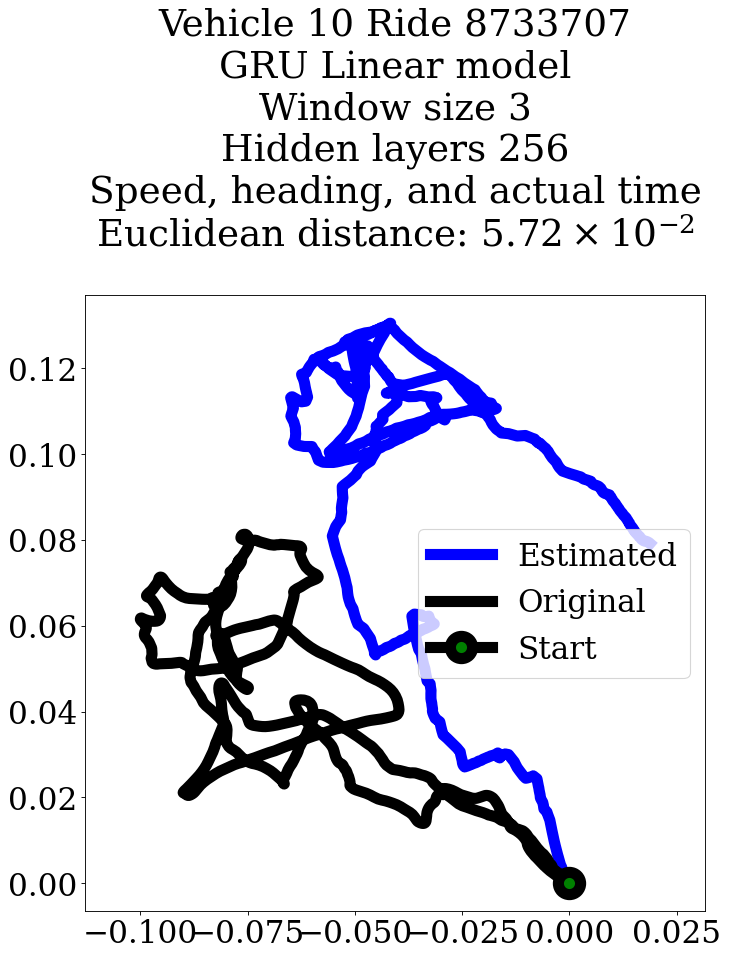 Vehicle 10 Ride 8733707
GRU Linear model
Window size 3
Hidden layers 256
Speed, heading, and actual time
Euclidean distance: 5.72 × 10⁻²
0.12
0.10
0.08
0.06
0.04
0.02
0.00
Estimated
Original
Start
−0.100 −0.075 −0.050 −0.025 0.000 0.025